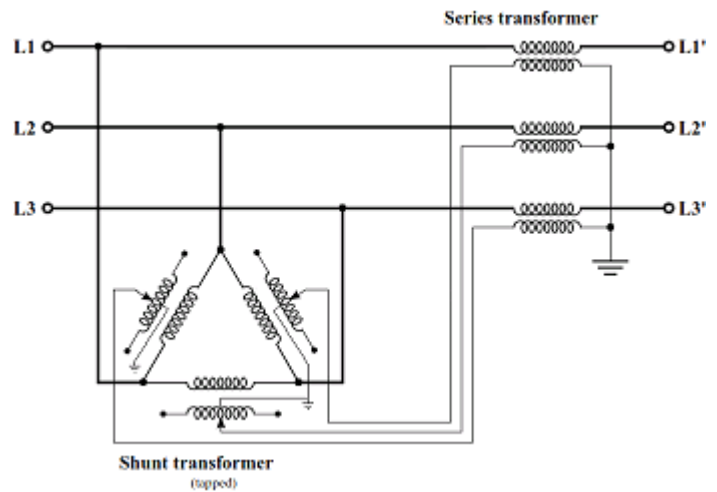 Series transformer
L1
L1'
L2
L2'
L3
L3'
Shunt transformer
(tapped)